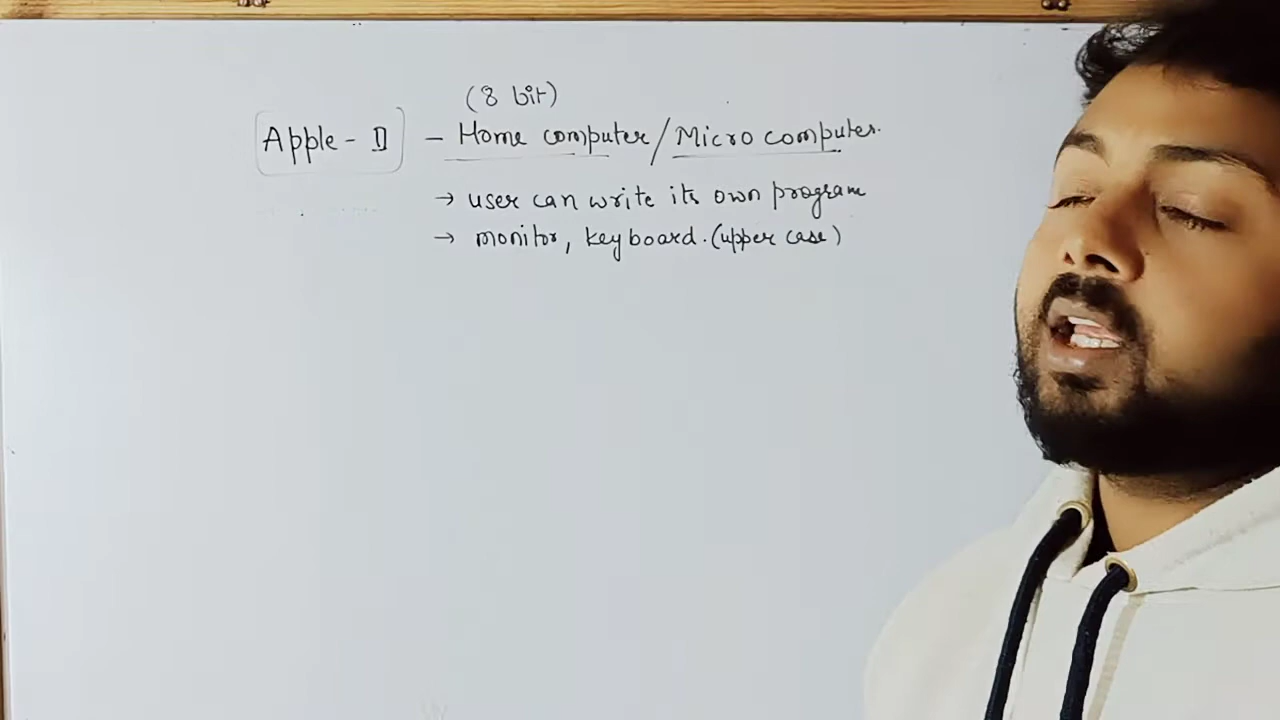 (8 bit)
Apple - II - Home computer / Micro computer.
→ user can write its own program
→ monitor, keyboard. (upper case)